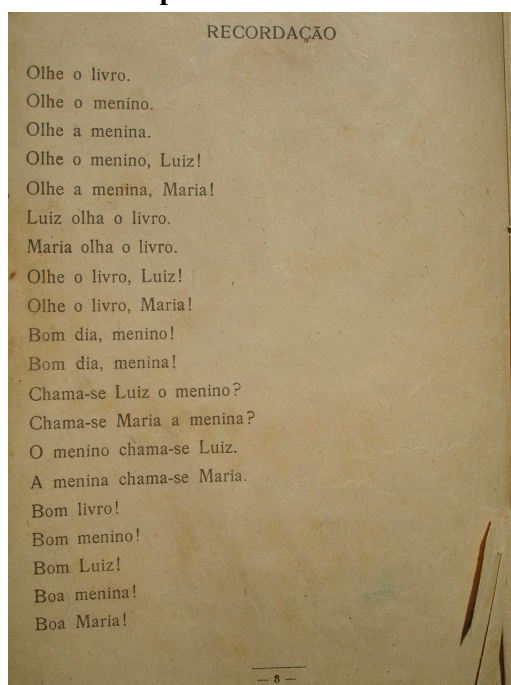 RECORDAÇÃO
Olhe o livro.
Olhe o menino.
Olhe a menina.
Olhe o menino, Luiz!
Olhe a menina, Maria!
Luiz olha o livro.
Maria olha o livro.
Olhe o livro, Luiz!
Olhe o livro, Maria!
Bom dia, menino!
Bom dia, menina!
Chama-se Luiz o menino?
Chama-se Maria a menina?
O menino chama-se Luiz.
A menina chama-se Maria.
Bom livro!
Bom menino!
Bom Luiz!
Boa menina!
Boa Maria!
— 8 —